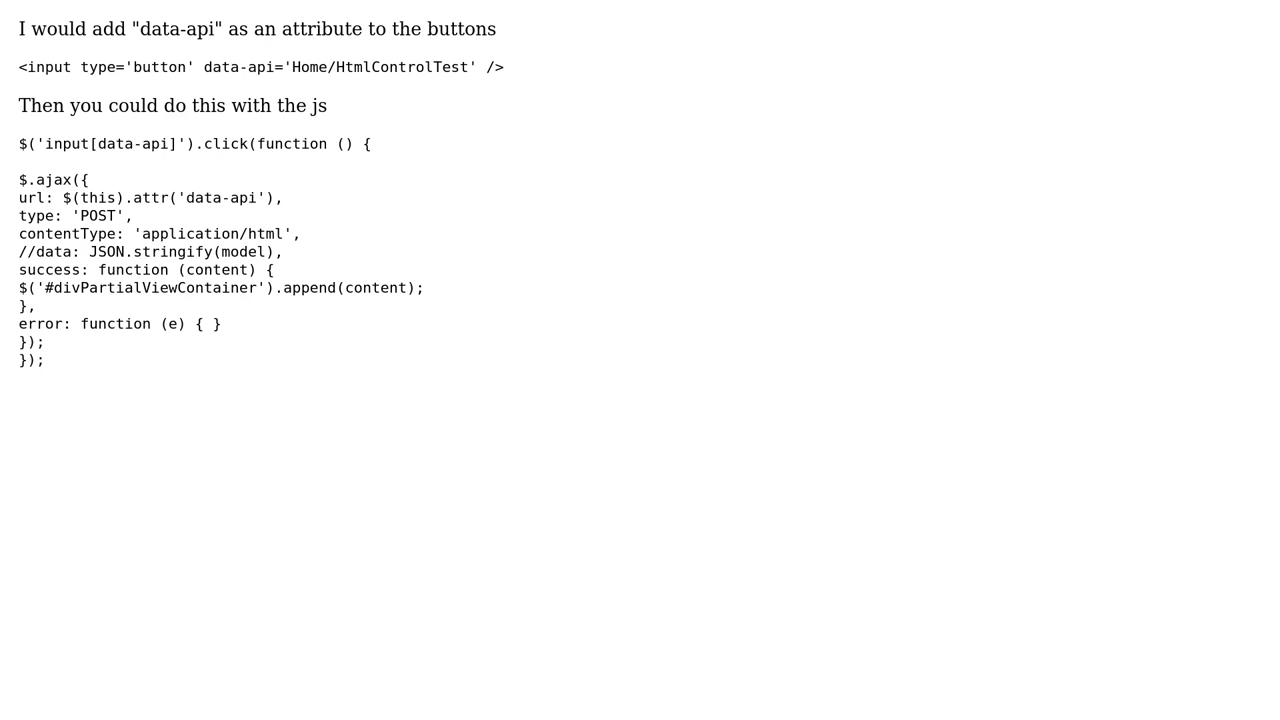 I would add "data-api" as an attribute to the buttons
<input type='button' data-api='Home/HtmlControlTest' />
Then you could do this with the js
$('input[data-api]').click(function () {
$.ajax({
url: $(this).attr('data-api'),
type: 'POST',
contentType: 'application/html',
//data: JSON.stringify(model),
success: function (content) {
$('#divPartialViewContainer').append(content);
},
error: function (e) { }
});
});